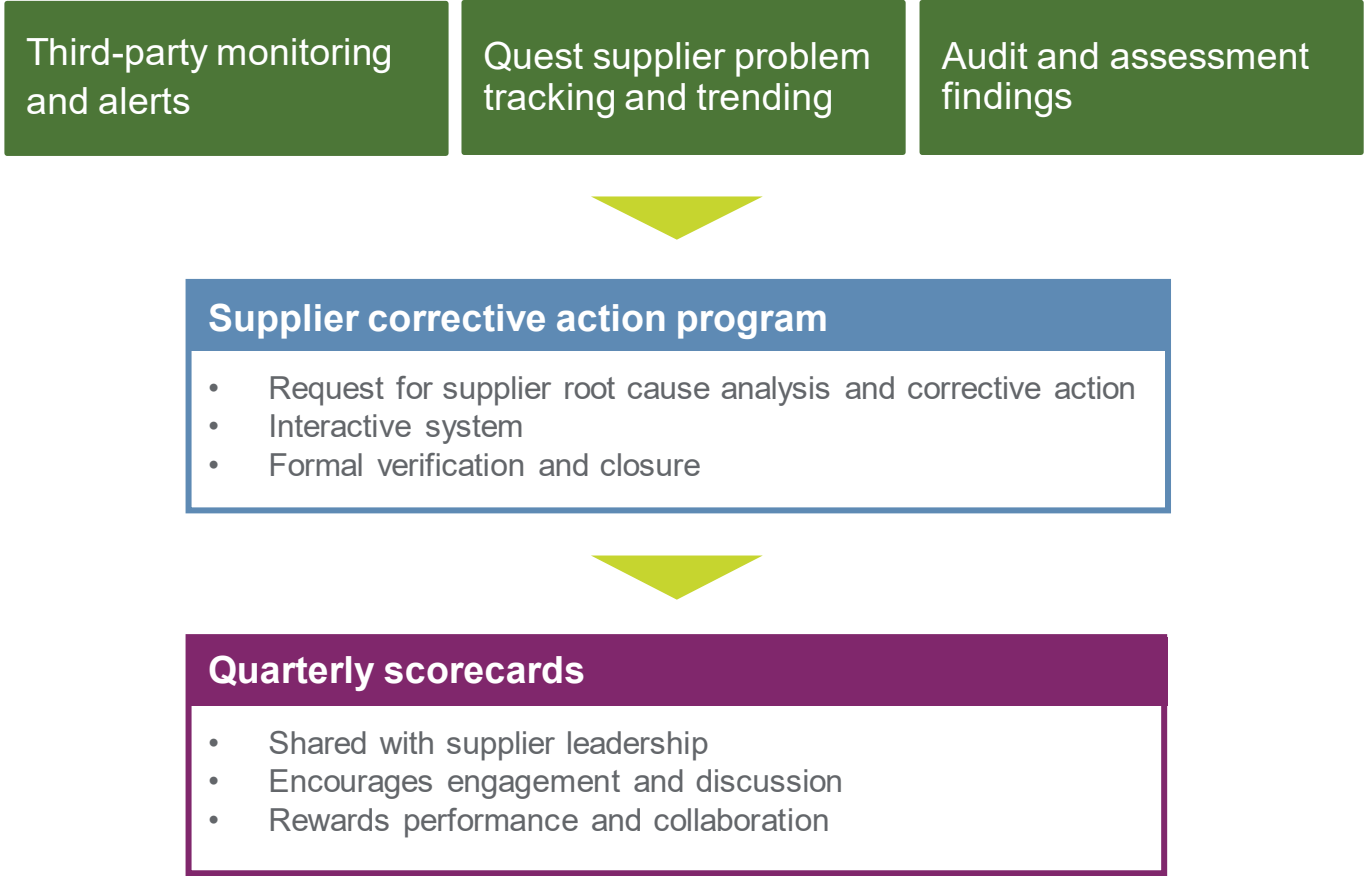 Third-party monitoring
and alerts
Quest supplier problem
tracking and trending
Audit and assessment
findings
Supplier corrective action program
• Request for supplier root cause analysis and corrective action
• Interactive system
• Formal verification and closure
Quarterly scorecards
• Shared with supplier leadership
• Encourages engagement and discussion
• Rewards performance and collaboration